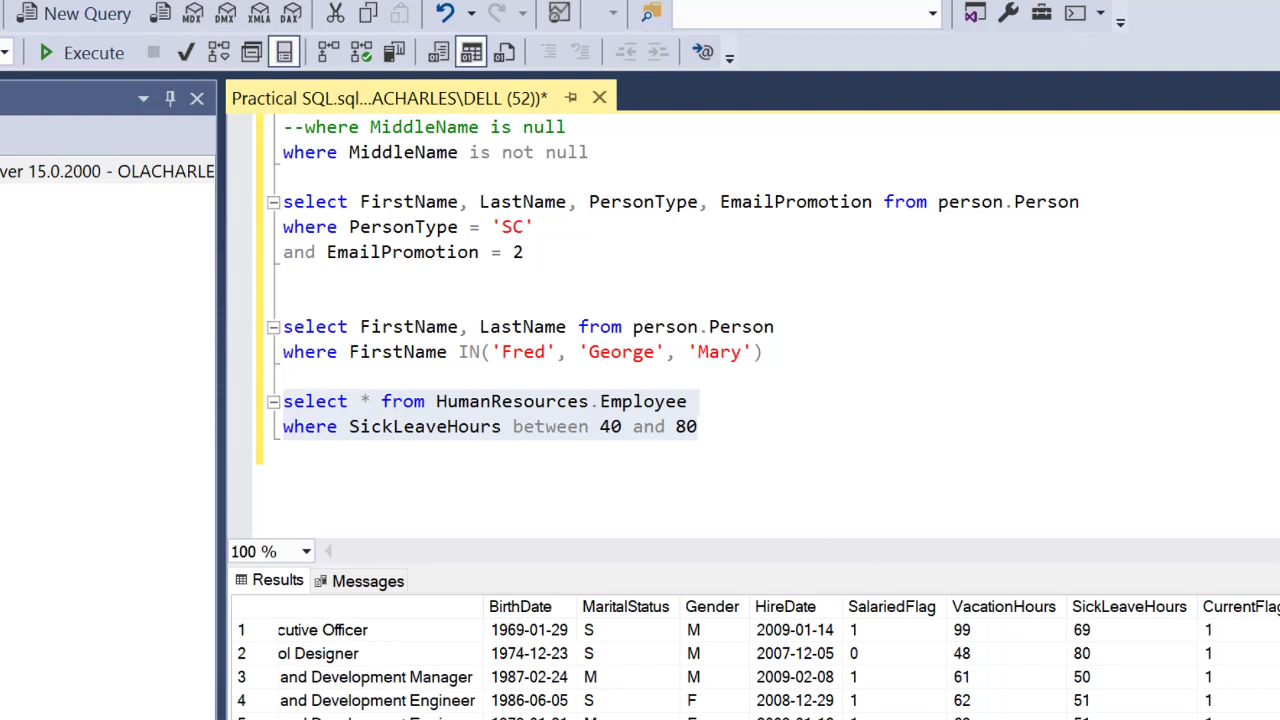 New Query MDX DMX XMLA DAX
Execute
Practical SQL.sql...ACHARLES\DELL (52))*
ver 15.0.2000 - OLACHARLE
--where MiddleName is null
where MiddleName is not null
select FirstName, LastName, PersonType, EmailPromotion from person.Person
where PersonType = 'SC'
and EmailPromotion = 2
select FirstName, LastName from person.Person
where FirstName IN('Fred', 'George', 'Mary')
select * from HumanResources.Employee
where SickLeaveHours between 40 and 80
100 %
Results Messages
BirthDate MaritalStatus Gender HireDate SalariedFlag VacationHours SickLeaveHours CurrentFlag
1 cutive Officer 1969-01-29 S M 2009-01-14 1 99 69 1
2 ol Designer 1974-12-23 S M 2007-12-05 0 48 80 1
3 and Development Manager 1987-02-24 M M 2009-02-08 1 61 50 1
4 and Development Engineer 1986-06-05 S F 2008-12-29 1 62 51 1